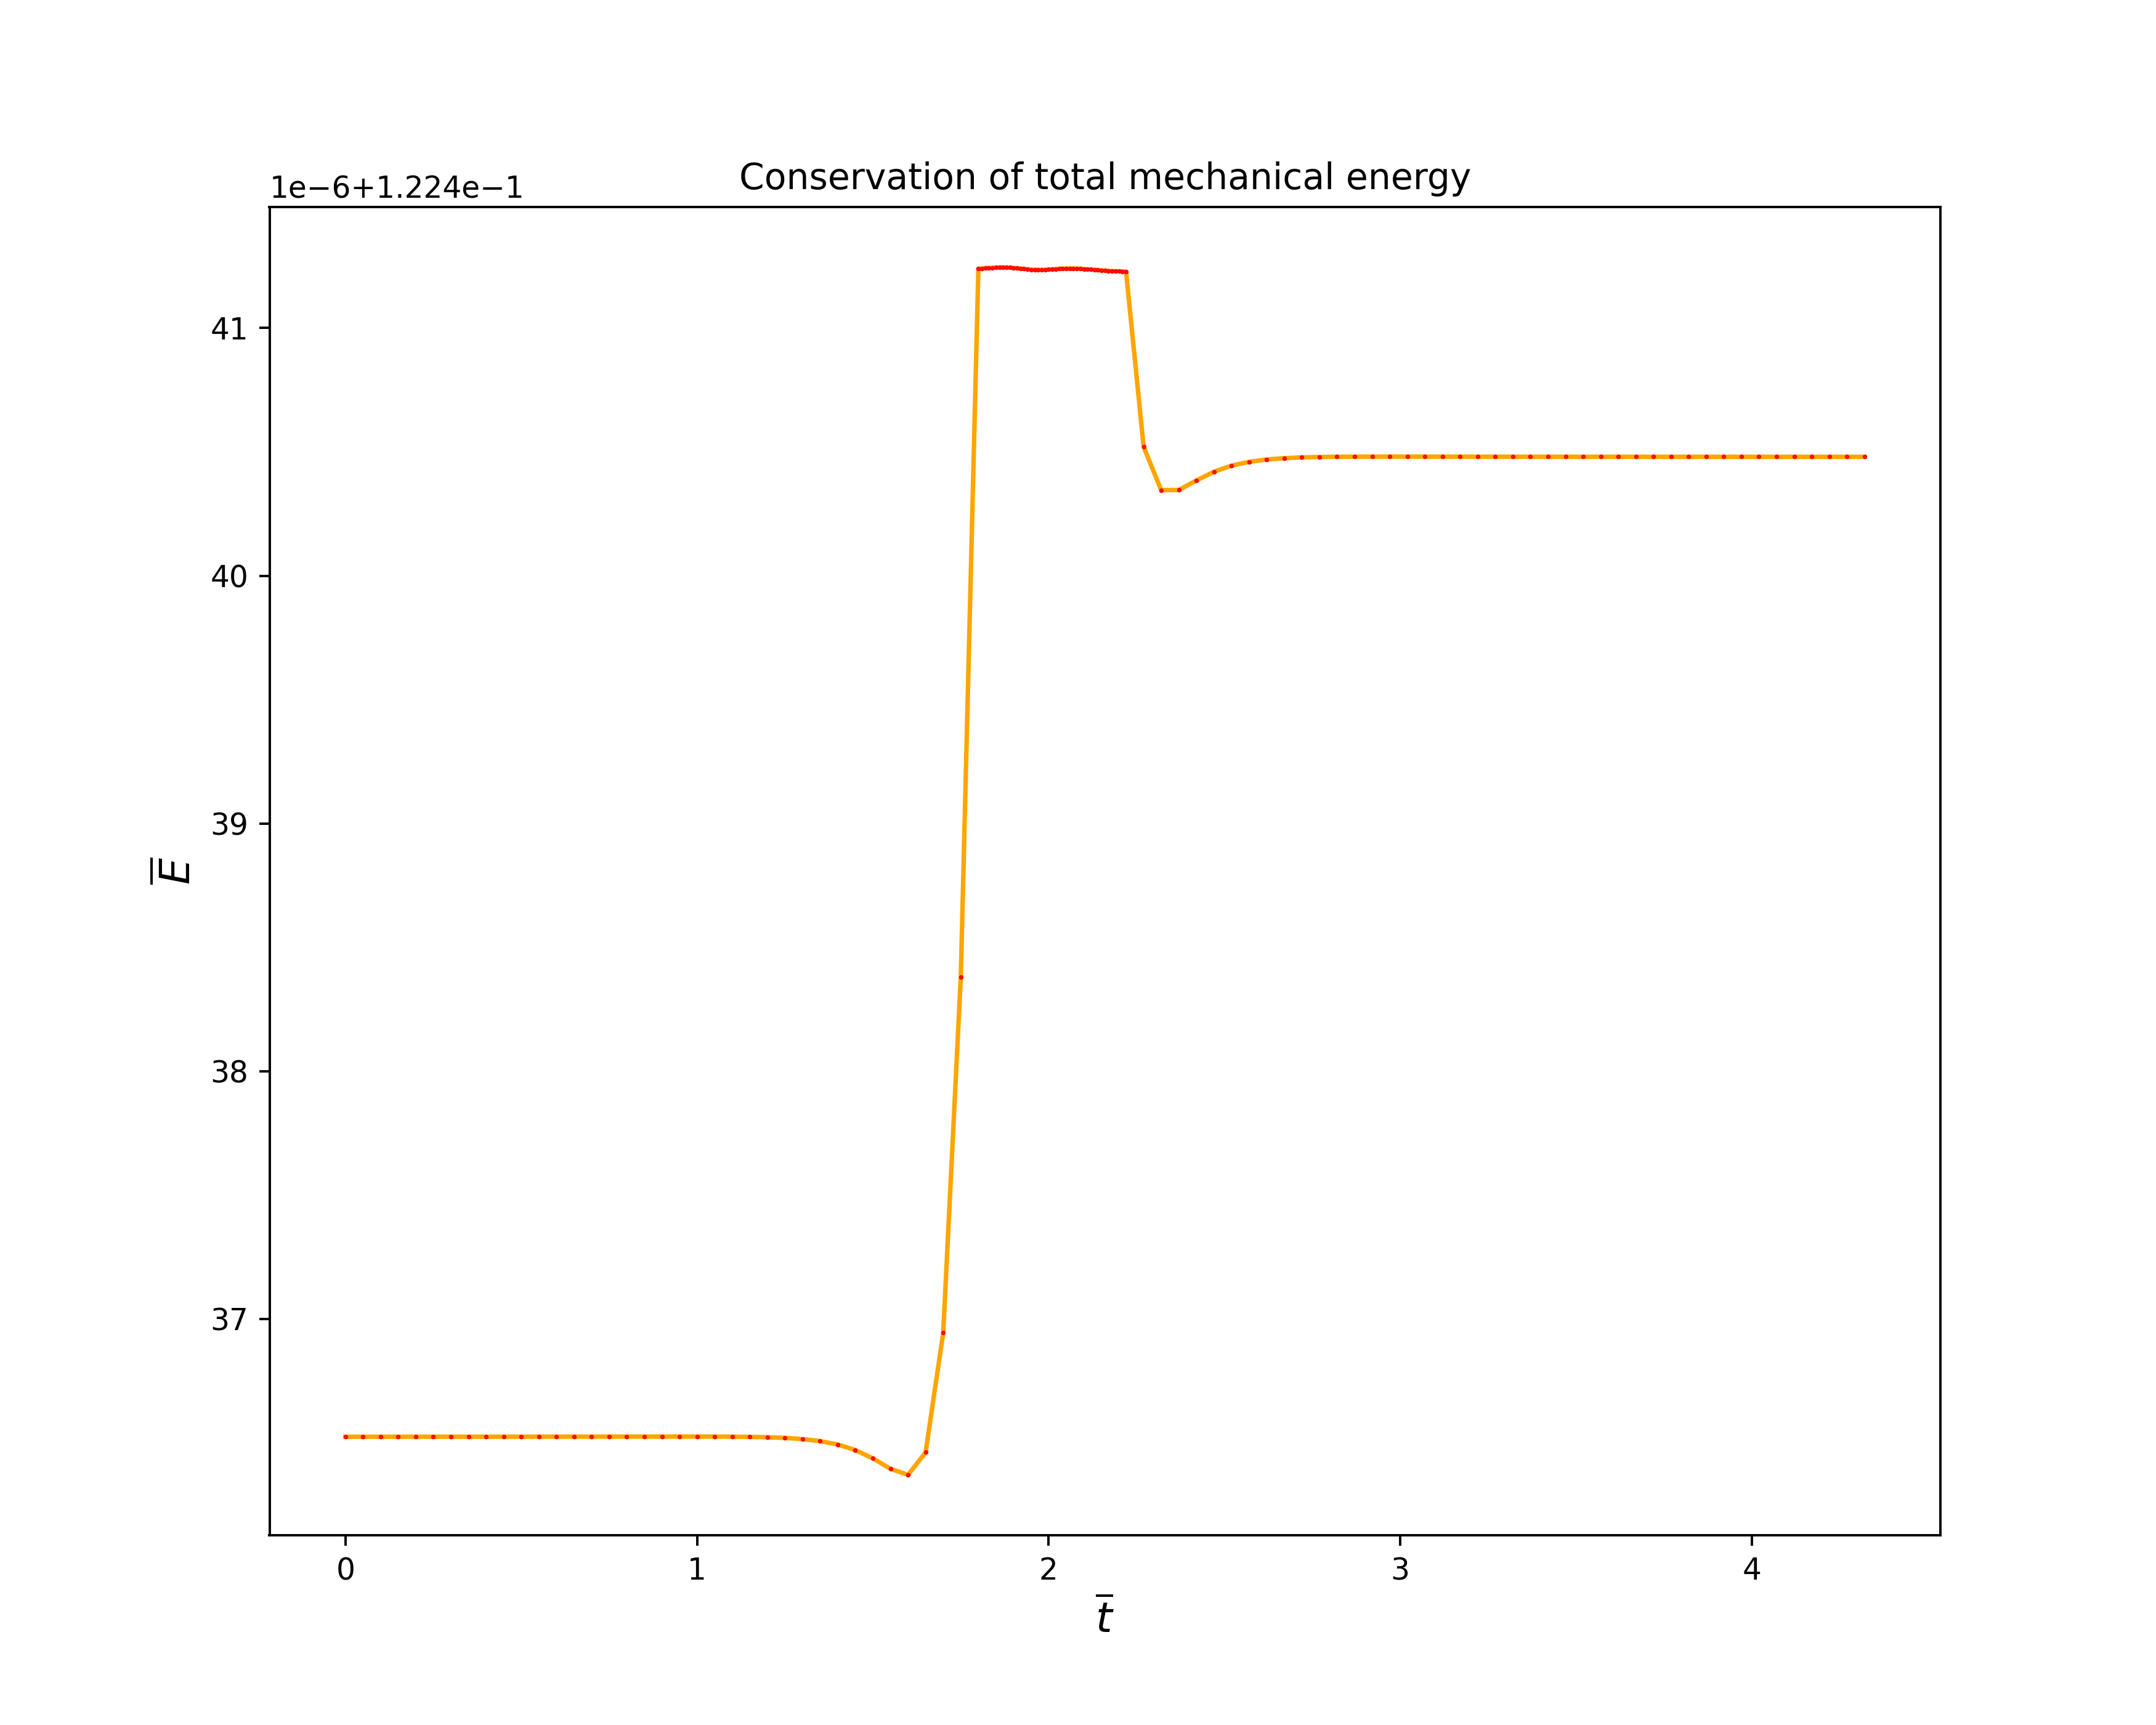 Conservation of total mechanical energy
1e−6+1.224e−1
41
40
39
38
37
E̅
0 1 2 3 4
t̅